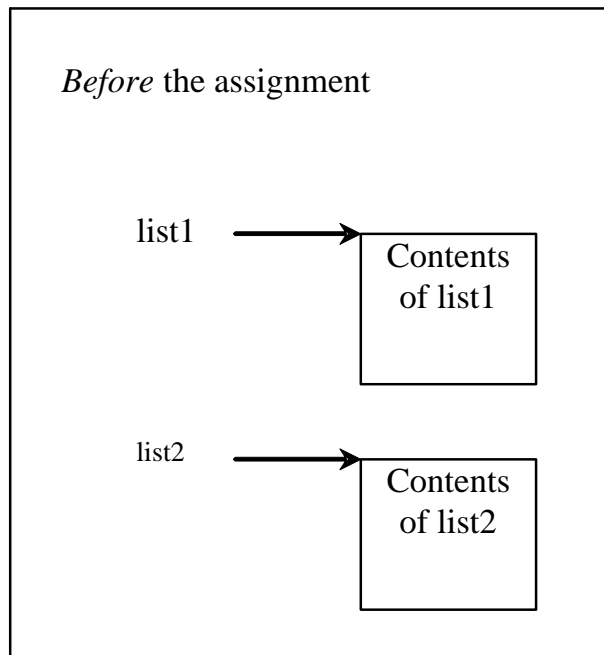 Before the assignment
list1
Contents
of list1
list2
Contents
of list2